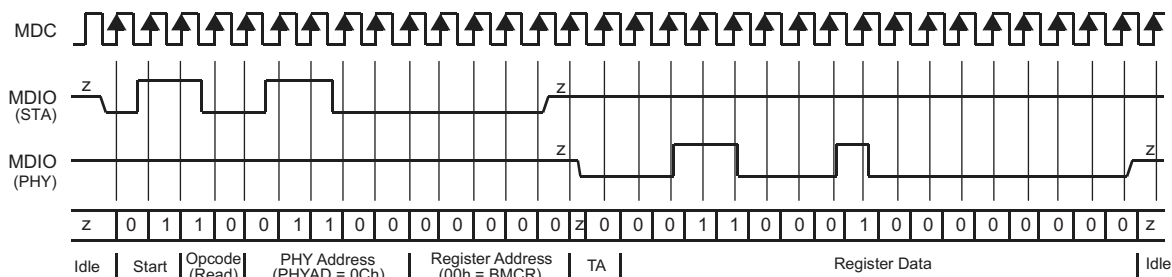 MDC
z z
MDIO
(STA)
z z
MDIO
(PHY)
z 0 1 1 0 0 1 1 0 0 0 0 0 0 0 z 0 0 0 1 1 0 0 0 1 0 0 0 0 0 0 0 0 z
Idle Start Opcode PHY Address Register Address TA Register Data Idle
(Read) (PHYAD = 0Ch) (00h = BMCR)